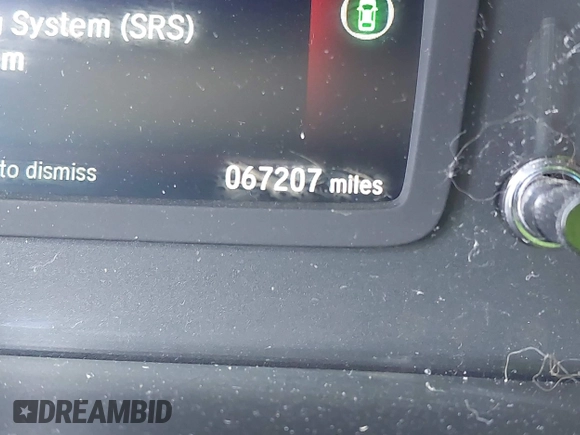 g System (SRS)
m
to dismiss
067207 miles
DREAMBID